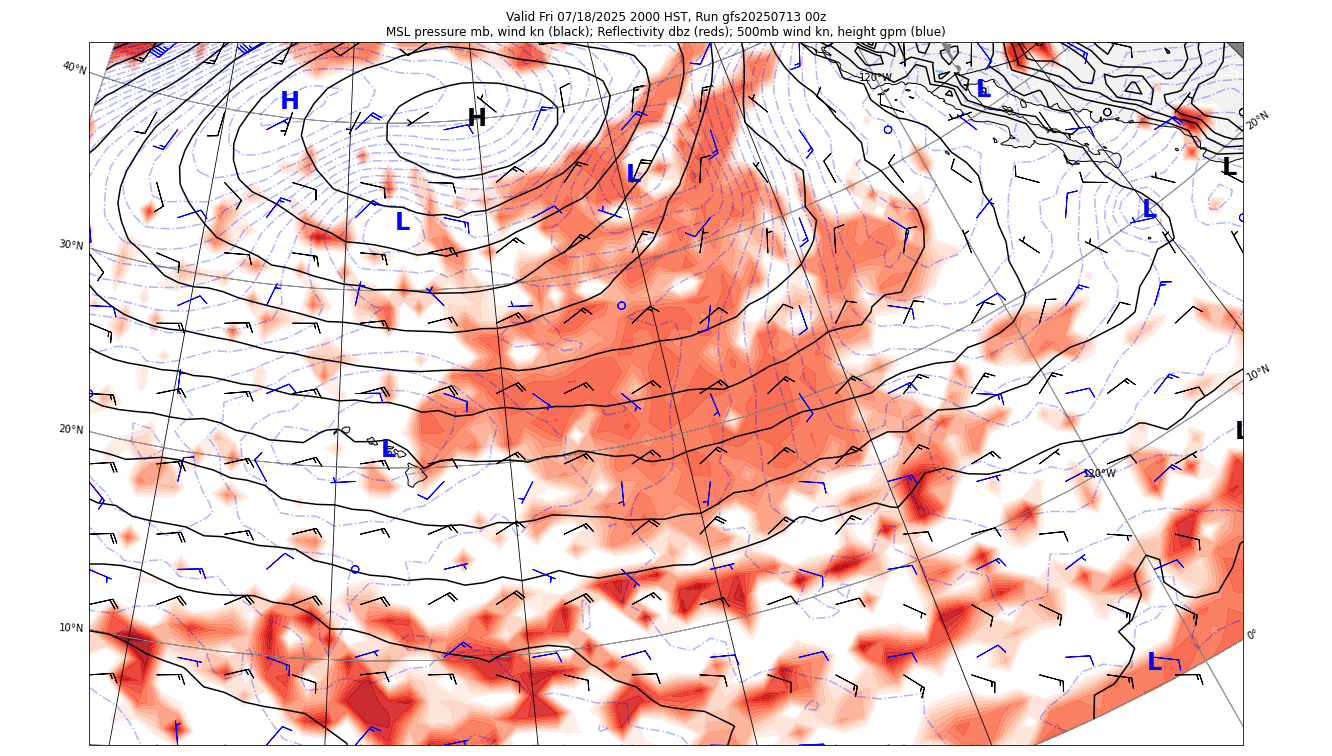 Valid Fri 07/18/2025 2000 HST, Run gfs20250713 00z
MSL pressure mb, wind kn (black); Reflectivity dbz (reds); 500mb wind kn, height gpm (blue)
40°N
120°W
L
H
H
20°N
L
L
L
L
30°N
10°N
20°N
L
L
120°W
10°N
0°
L